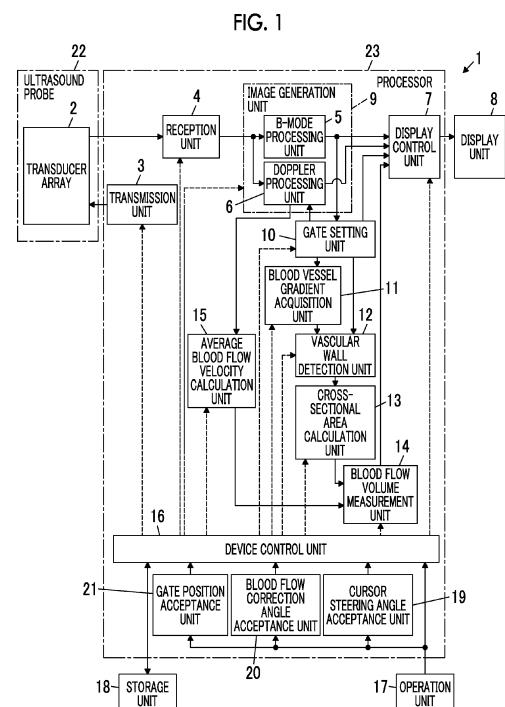 FIG. 1
22
23
1
ULTRASOUND
PROBE
PROCESSOR
2
TRANSDUCER
ARRAY
3
TRANSMISSION
UNIT
4
RECEPTION
UNIT
IMAGE GENERATION
UNIT
9
5
B-MODE
PROCESSING
UNIT
DOPPLER
PROCESSING
UNIT
6
7
DISPLAY
CONTROL
UNIT
8
DISPLAY
UNIT
10
GATE SETTING
UNIT
BLOOD VESSEL
GRADIENT
ACQUISITION
UNIT
11
15
AVERAGE
BLOOD FLOW
VELOCITY
CALCULATION
UNIT
12
VASCULAR
WALL
DETECTION UNIT
13
CROSS-
SECTIONAL
AREA
CALCULATION
UNIT
14
BLOOD FLOW
VOLUME
MEASUREMENT
UNIT
16
DEVICE CONTROL UNIT
21
GATE POSITION
ACCEPTANCE
UNIT
BLOOD FLOW
CORRECTION
ANGLE
ACCEPTANCE UNIT
20
CURSOR
STEERING ANGLE
ACCEPTANCE UNIT
19
18
STORAGE
UNIT
17
OPERATION
UNIT